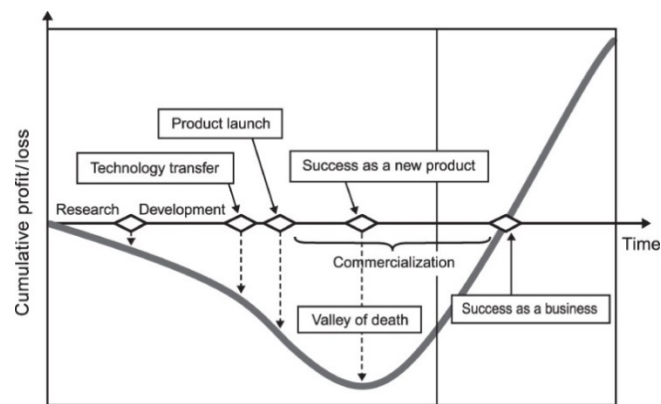 Cumulative profit/loss
Product launch
Technology transfer
Success as a new product
Research
Development
Time
Commercialization
Valley of death
Success as a business